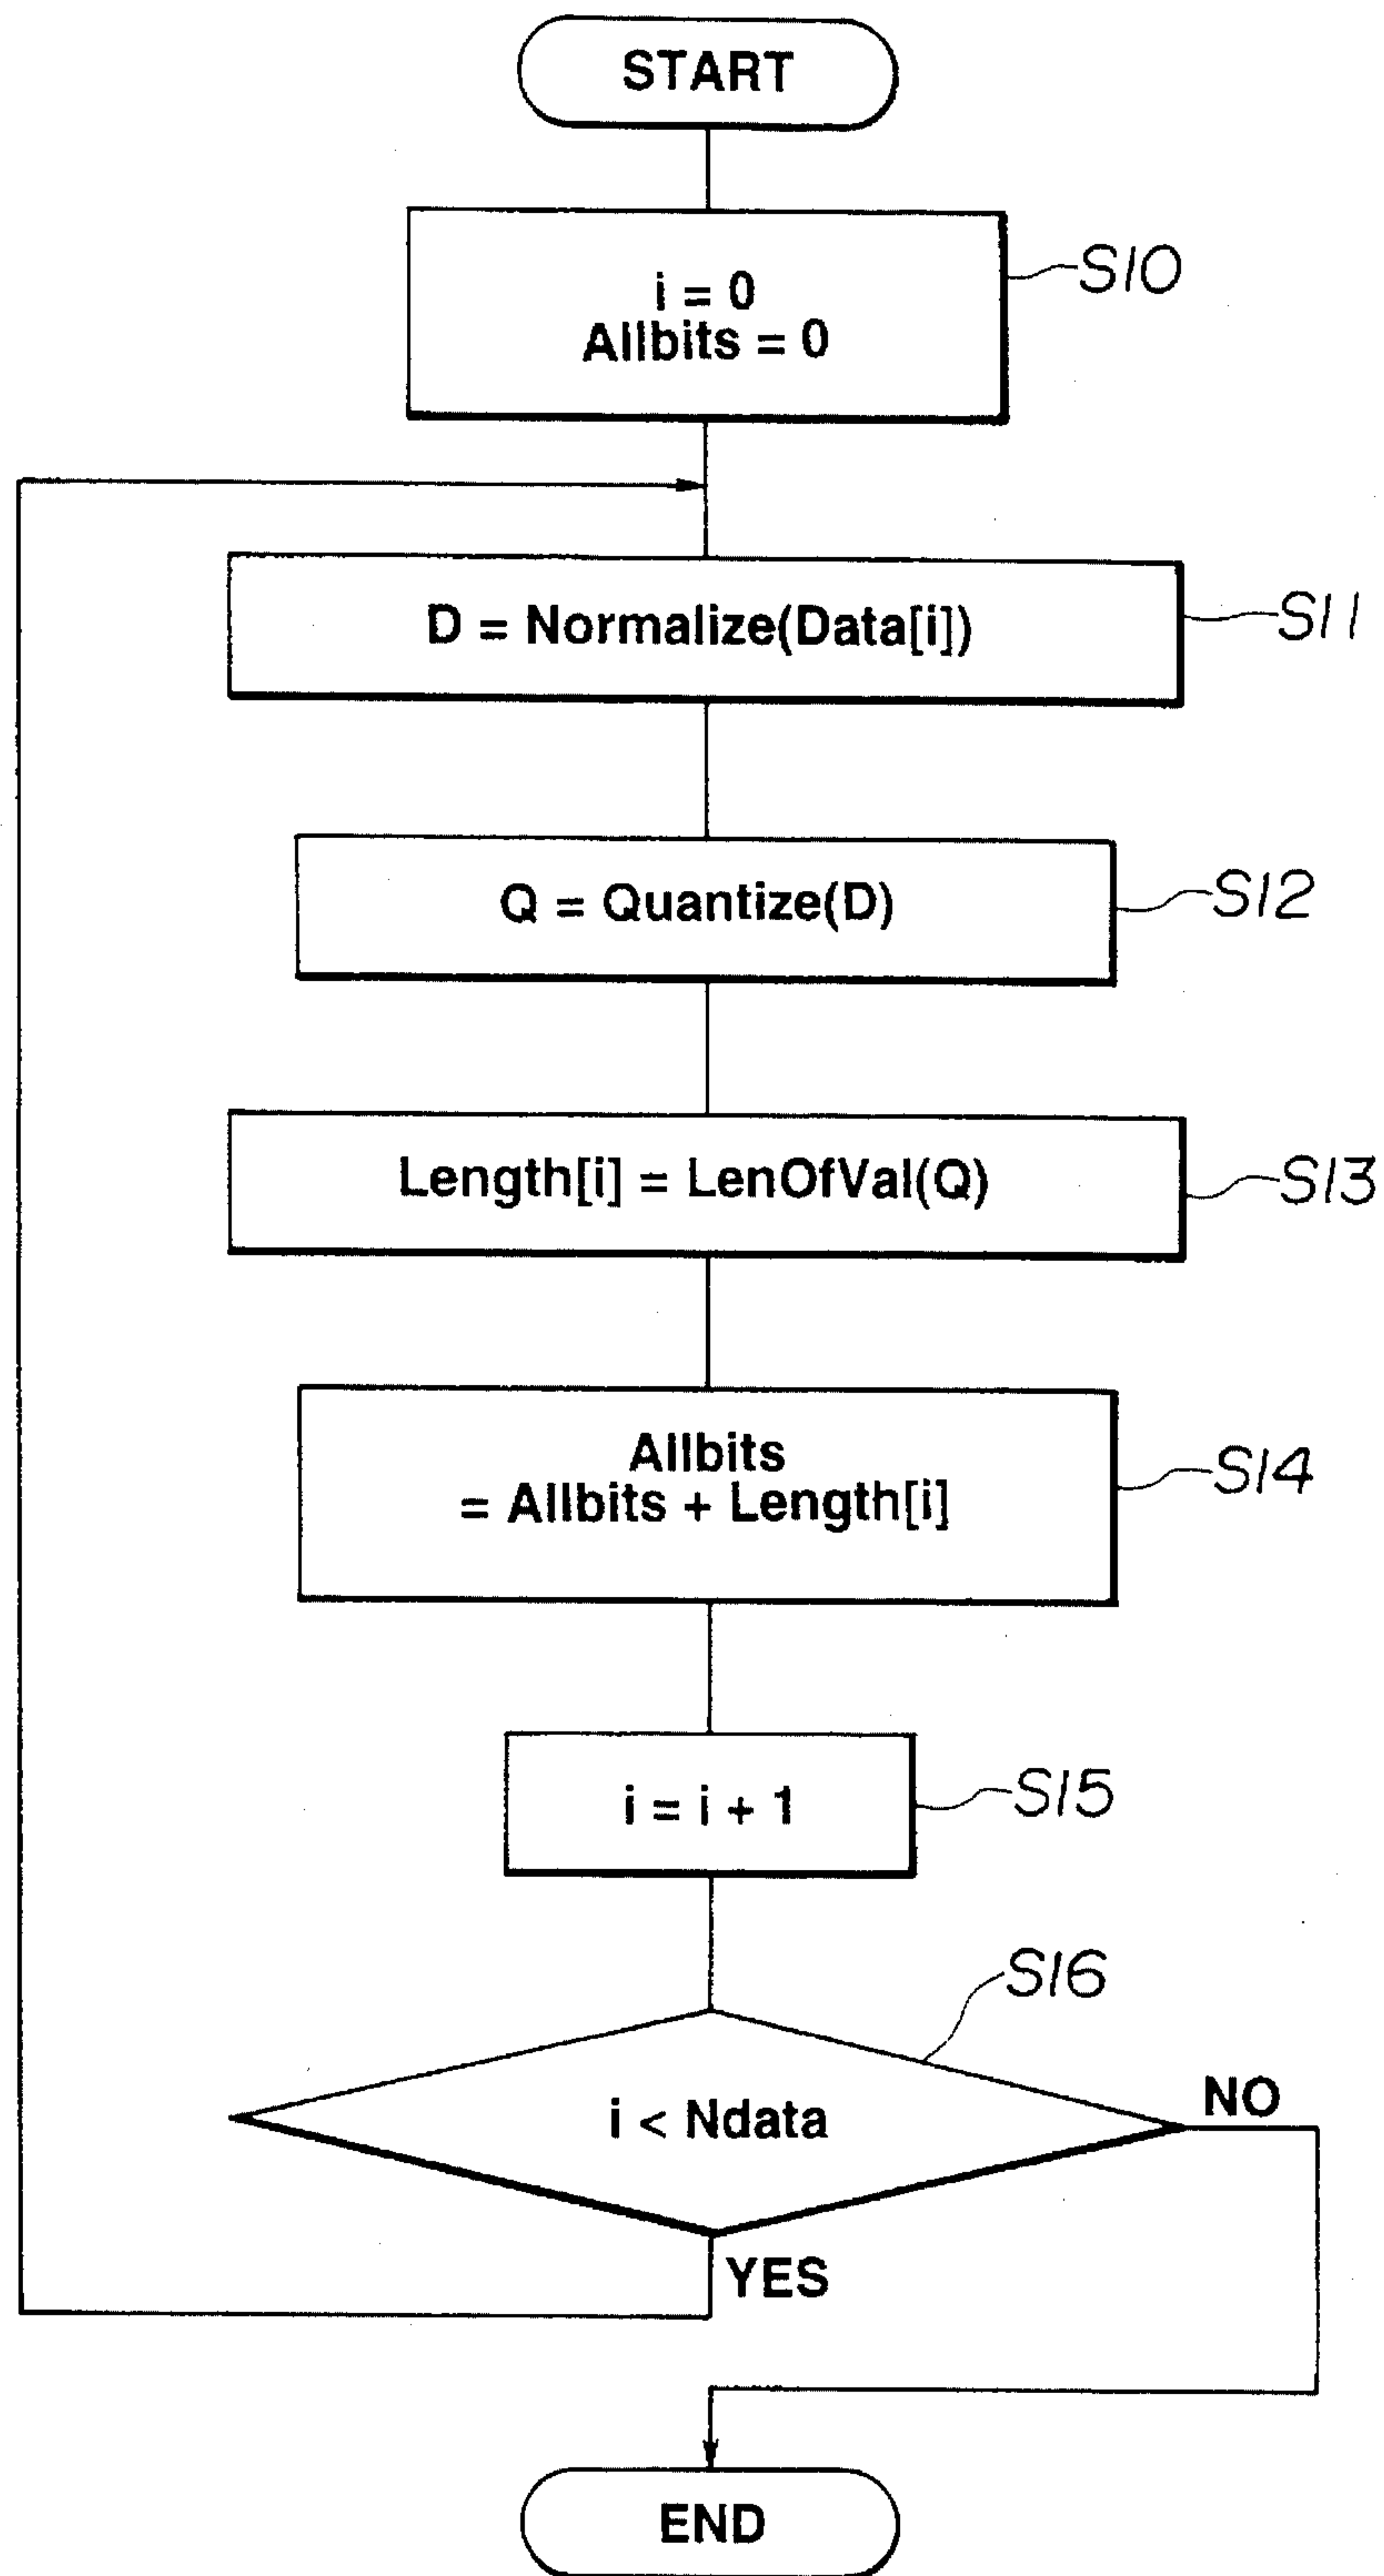 START
i = 0
Allbits = 0
S10
D = Normalize(Data[i])
S11
Q = Quantize(D)
S12
Length[i] = LenOfVal(Q)
S13
Allbits
= Allbits + Length[i]
S14
i = i + 1
S15
S16
i < Ndata
NO
YES
END